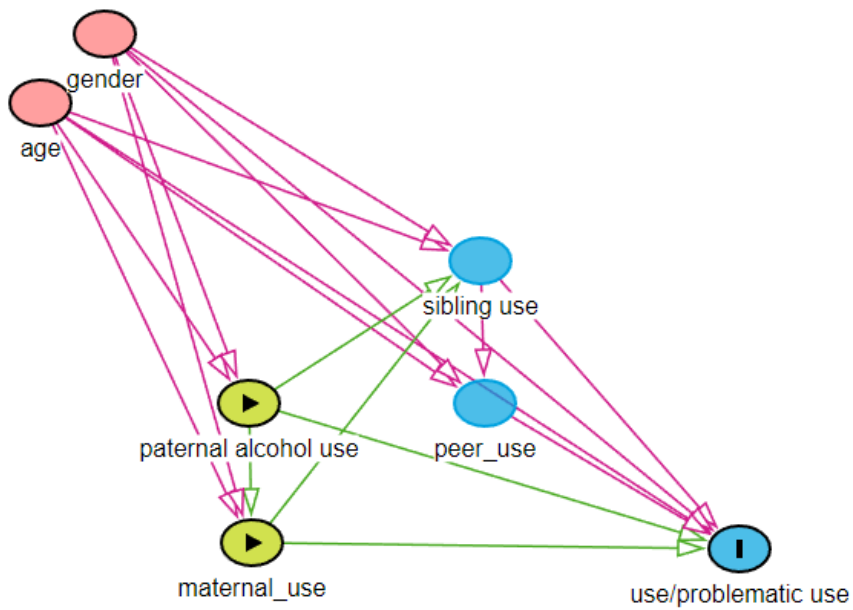 gender
age
sibling use
paternal alcohol use
peer_use
maternal_use
use/problematic use